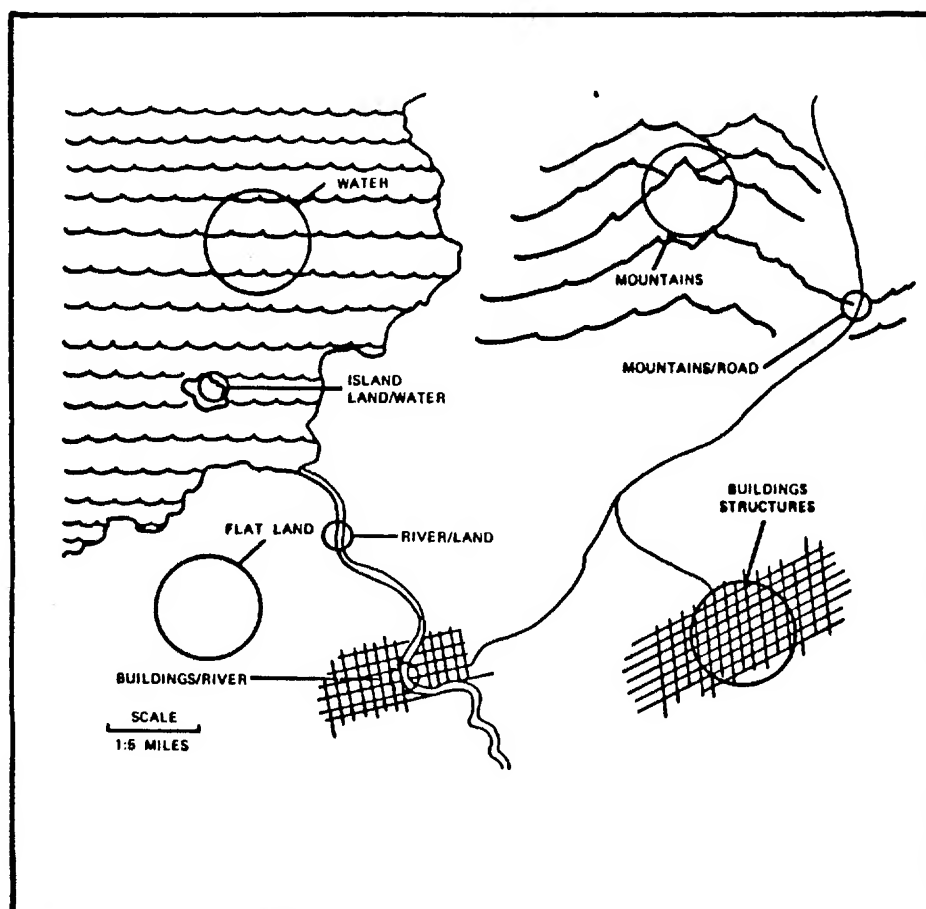 WATER
MOUNTAINS
MOUNTAINS/ROAD
ISLAND
LAND/WATER
BUILDINGS
STRUCTURES
FLAT LAND
RIVER/LAND
BUILDINGS/RIVER
SCALE
1:5 MILES